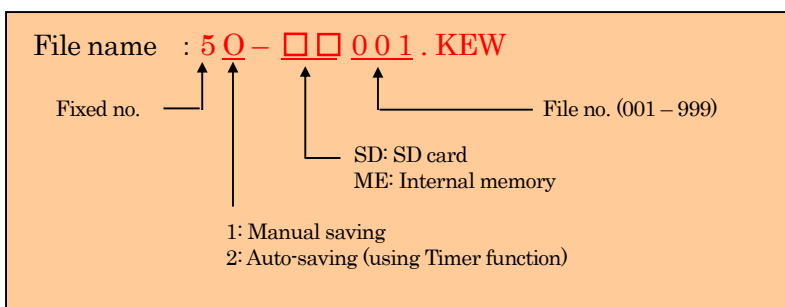 File name : 5 O – □□ 0 0 1 . KEW
Fixed no.
File no. (001 – 999)
SD: SD card
ME: Internal memory
1: Manual saving
2: Auto-saving (using Timer function)